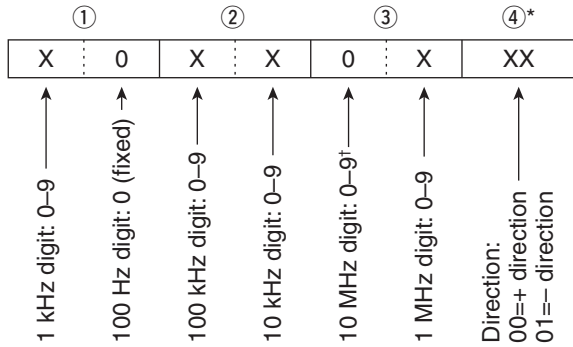 ① ② ③ ④*
X 0 X X 0 X XX
1 kHz digit: 0–9
100 Hz digit: 0 (fixed)
100 kHz digit: 0–9
10 kHz digit: 0–9
10 MHz digit: 0–9†
1 MHz digit: 0–9
Direction:
00=+ direction
01=– direction